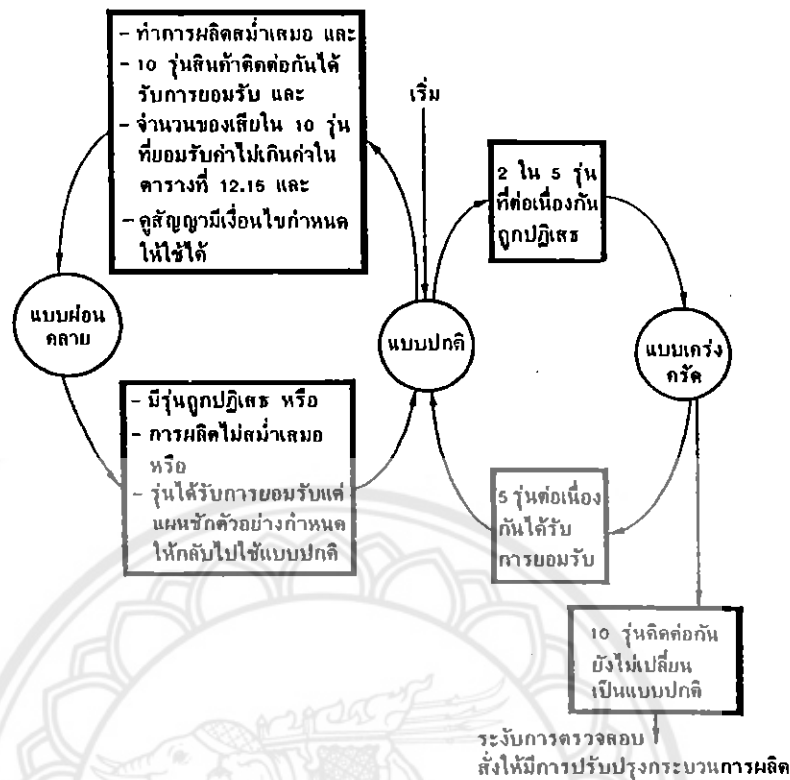 - ทำการผลิตสม่ำเสมอ และ
- 10 รุ่นสินค้าติดต่อกันได้
รับการยอมรับ และ
- จำนวนของเสียใน 10 รุ่น
ที่ยอมรับค่าไม่เกินค่าใน
ตารางที่ 12.15 และ
- ดูสัญญามีเงื่อนไขกำหนด
ให้ใช้ได้
เริ่ม
2 ใน 5 รุ่น
ที่ต่อเนื่องกัน
ถูกปฏิเสธ
แบบผ่อน
คลาย
แบบปกติ
แบบเคร่ง
ครัด
- มีรุ่นถูกปฏิเสธ หรือ
- การผลิตไม่สม่ำเสมอ
หรือ
- รุ่นได้รับการยอมรับแต่
แผนชักตัวอย่างกำหนด
ให้กลับไปใช้แบบปกติ
5 รุ่นต่อเนื่อง
กันได้รับ
การยอมรับ
10 รุ่นติดต่อกัน
ยังไม่เปลี่ยน
เป็นแบบปกติ
ระงับการตรวจสอบ
สั่งให้มีการปรับปรุงกระบวนการผลิต